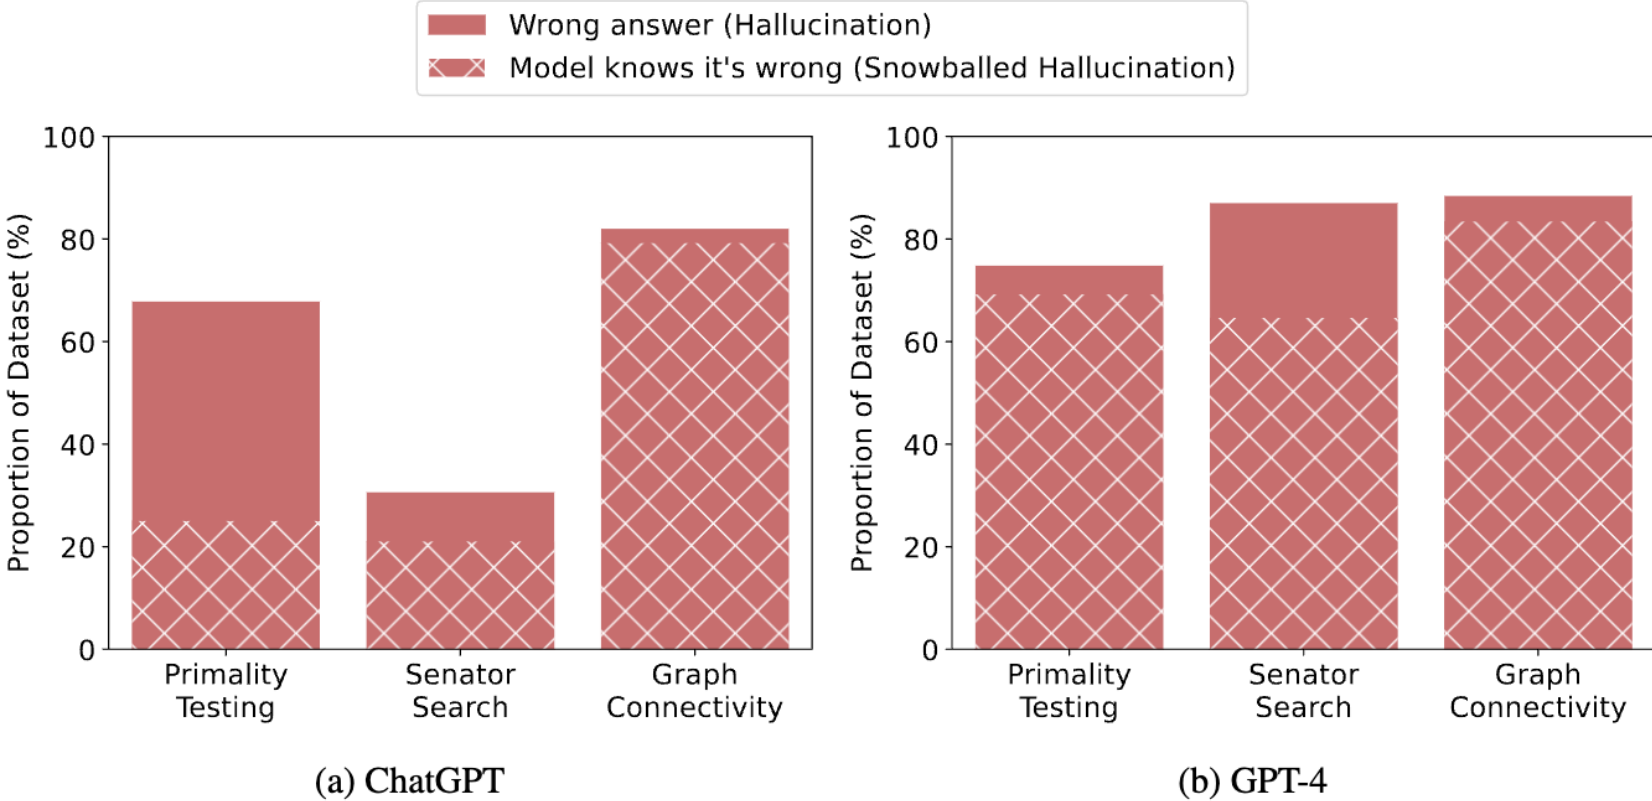 Wrong answer (Hallucination)
Model knows it's wrong (Snowballed Hallucination)
Proportion of Dataset (%)
100
80
60
40
20
0
Primality
Testing
Senator
Search
Graph
Connectivity
(a) ChatGPT
Proportion of Dataset (%)
100
80
60
40
20
0
Primality
Testing
Senator
Search
Graph
Connectivity
(b) GPT-4